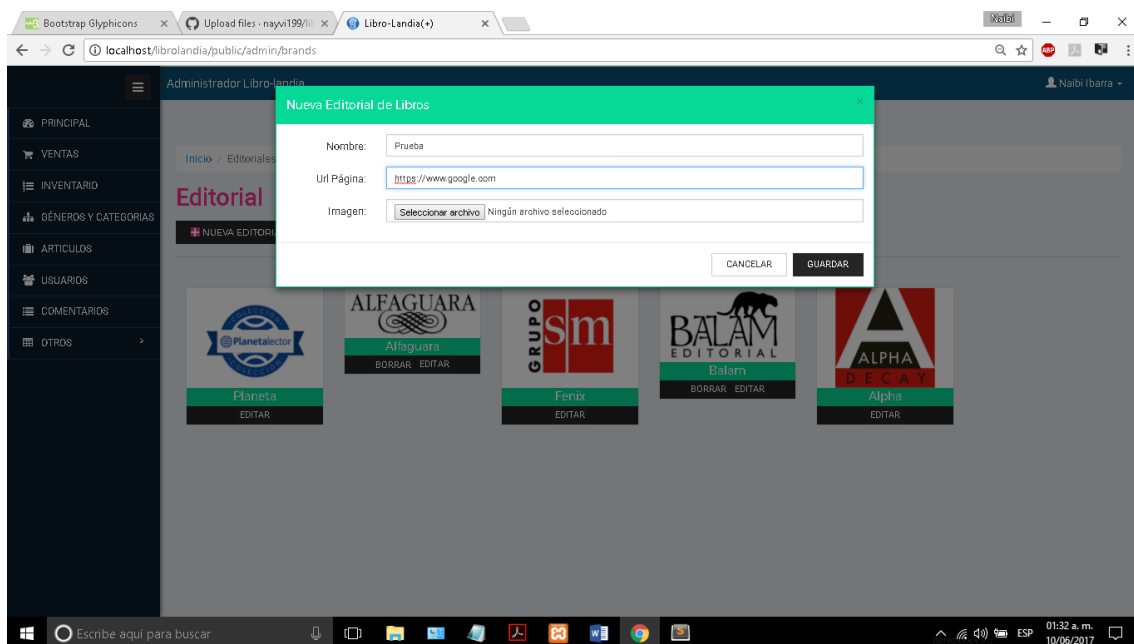 Bootstrap Glyphicons
Upload files · nayvi199/lib
Libro-Landia(+)
Naibi
localhost/librolandia/public/admin/brands
ABP
Administrador Libro-landia
Naibi Ibarra
Nueva Editorial de Libros
×
PRINCIPAL
VENTAS
INVENTARIO
GÉNEROS Y CATEGORIAS
ARTICULOS
USUARIOS
COMENTARIOS
OTROS
Inicio / Editoriales
Editorial
NUEVA EDITORI
Nombre:
Prueba
Url Página:
https://www.google.com
Imagen:
Seleccionar archivo Ningún archivo seleccionado
CANCELAR
GUARDAR
COLECCIÓN
Planetalector
COLECCIÓN
Planeta
EDITAR
ALFAGUARA
Alfaguara
BORRAR EDITAR
GRUPO
sm
Fenix
EDITAR
BALAM
EDITORIAL
Balam
BORRAR EDITAR
ALPHA
DECAY
Alpha
EDITAR
Escribe aquí para buscar
ESP
01:32 a. m.
10/06/2017